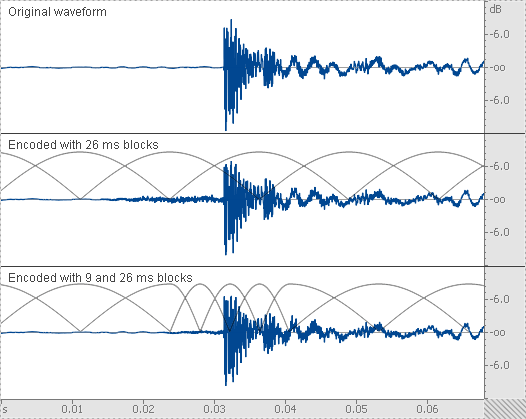 Original waveform
dB
-6.0
-oo
-6.0
Encoded with 26 ms blocks
-6.0
-oo
-6.0
Encoded with 9 and 26 ms blocks
-6.0
-oo
-6.0
s 0.01 0.02 0.03 0.04 0.05 0.06